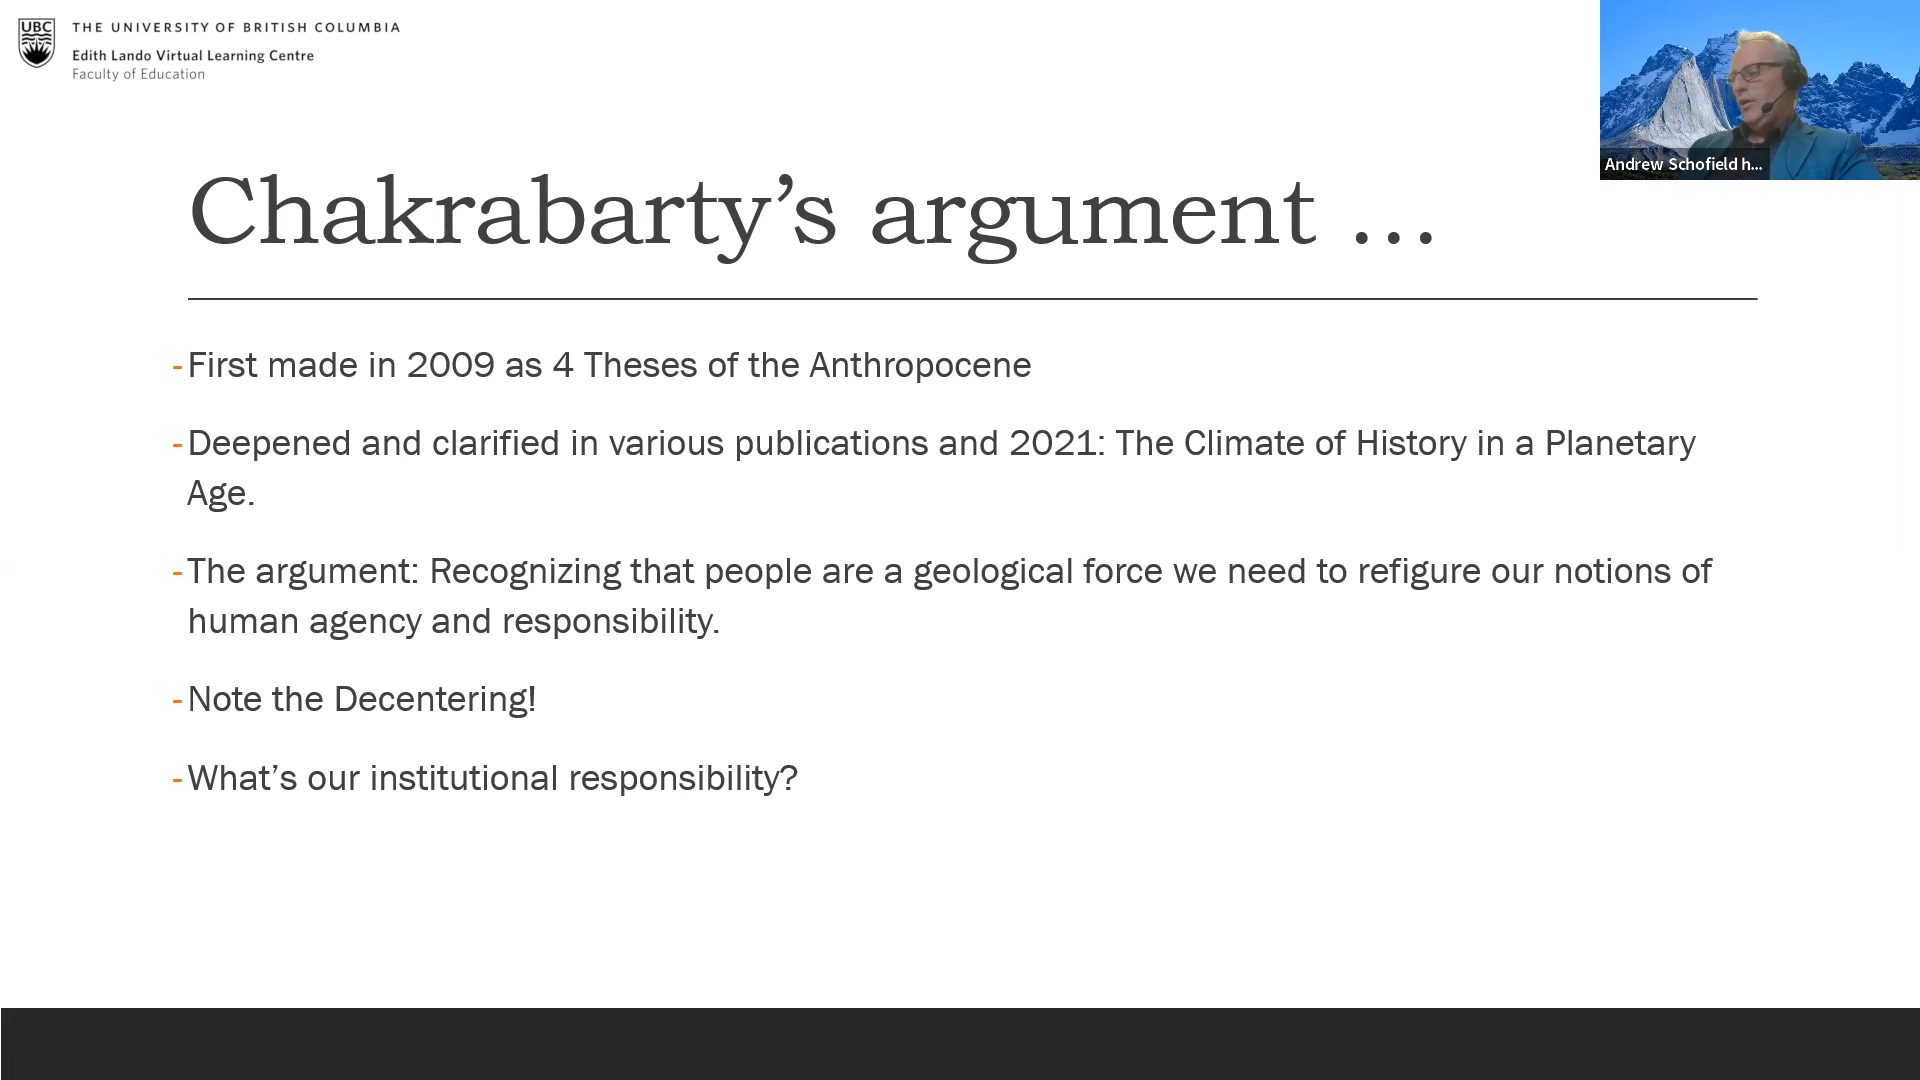 UBC
THE UNIVERSITY OF BRITISH COLUMBIA
Edith Lando Virtual Learning Centre
Faculty of Education
Andrew Schofield h...
Chakrabarty’s argument …
-First made in 2009 as 4 Theses of the Anthropocene
-Deepened and clarified in various publications and 2021: The Climate of History in a Planetary
Age.
-The argument: Recognizing that people are a geological force we need to refigure our notions of
human agency and responsibility.
-Note the Decentering!
-What’s our institutional responsibility?